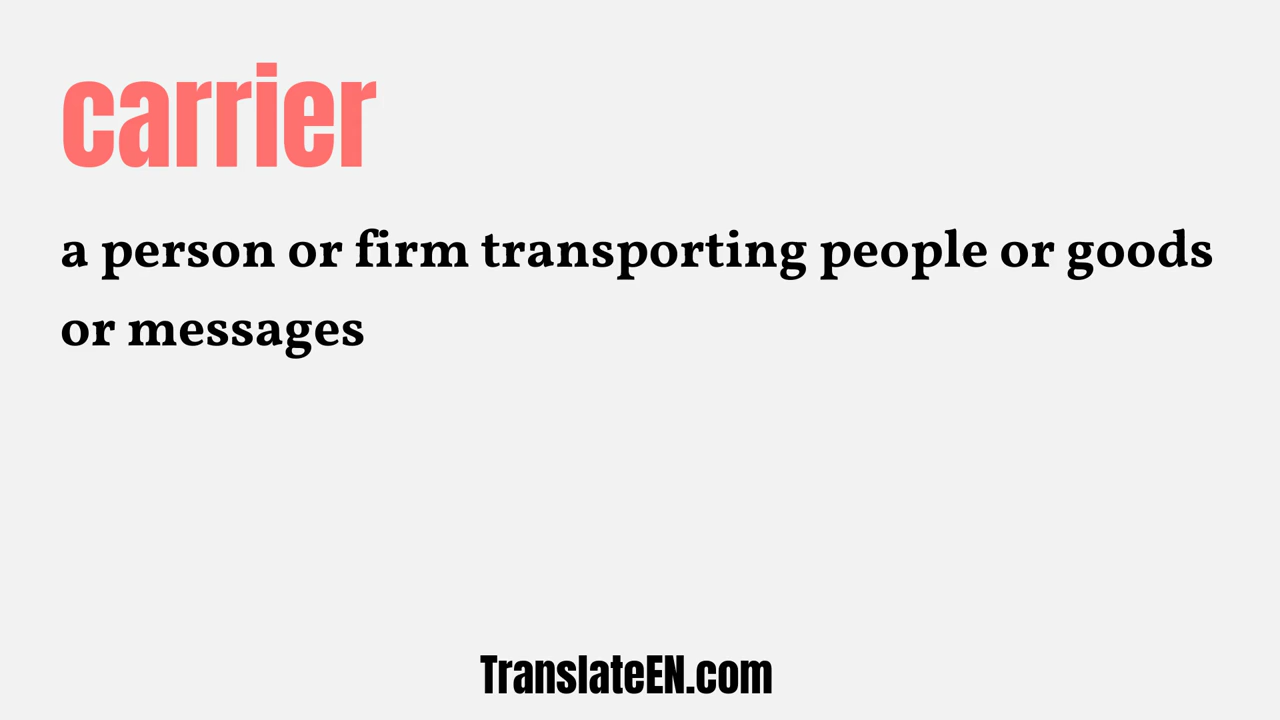 carrier
a person or firm transporting people or goods
or messages
TranslateEN.com